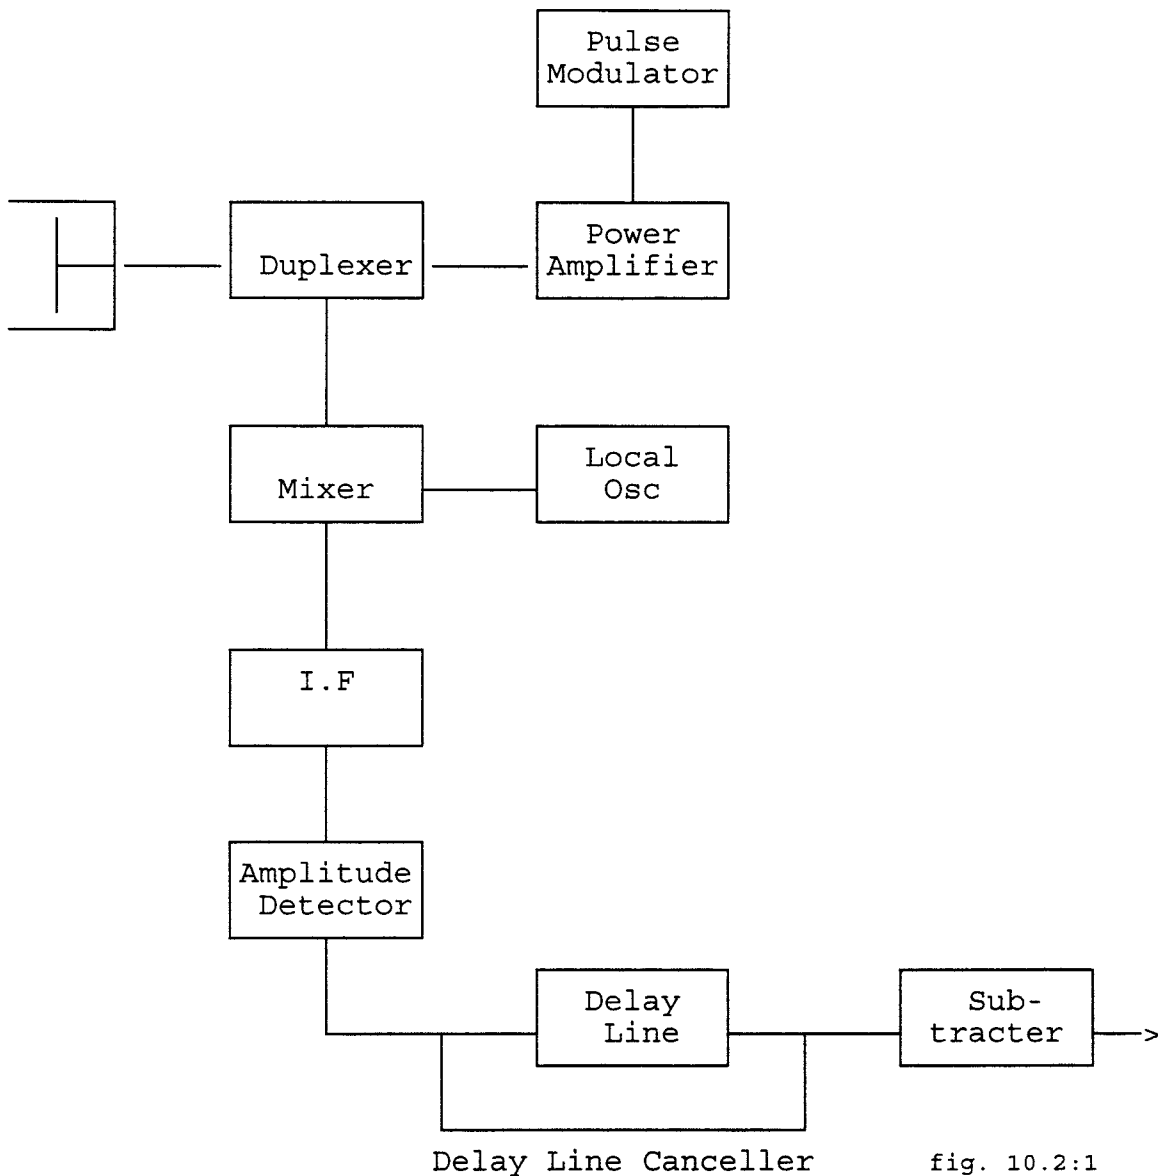 Pulse
Modulator
Duplexer
Power
Amplifier
Mixer
Local
Osc
I.F
Amplitude
Detector
Delay
Line
Sub-
tracter
>
Delay Line Canceller
fig. 10.2:1